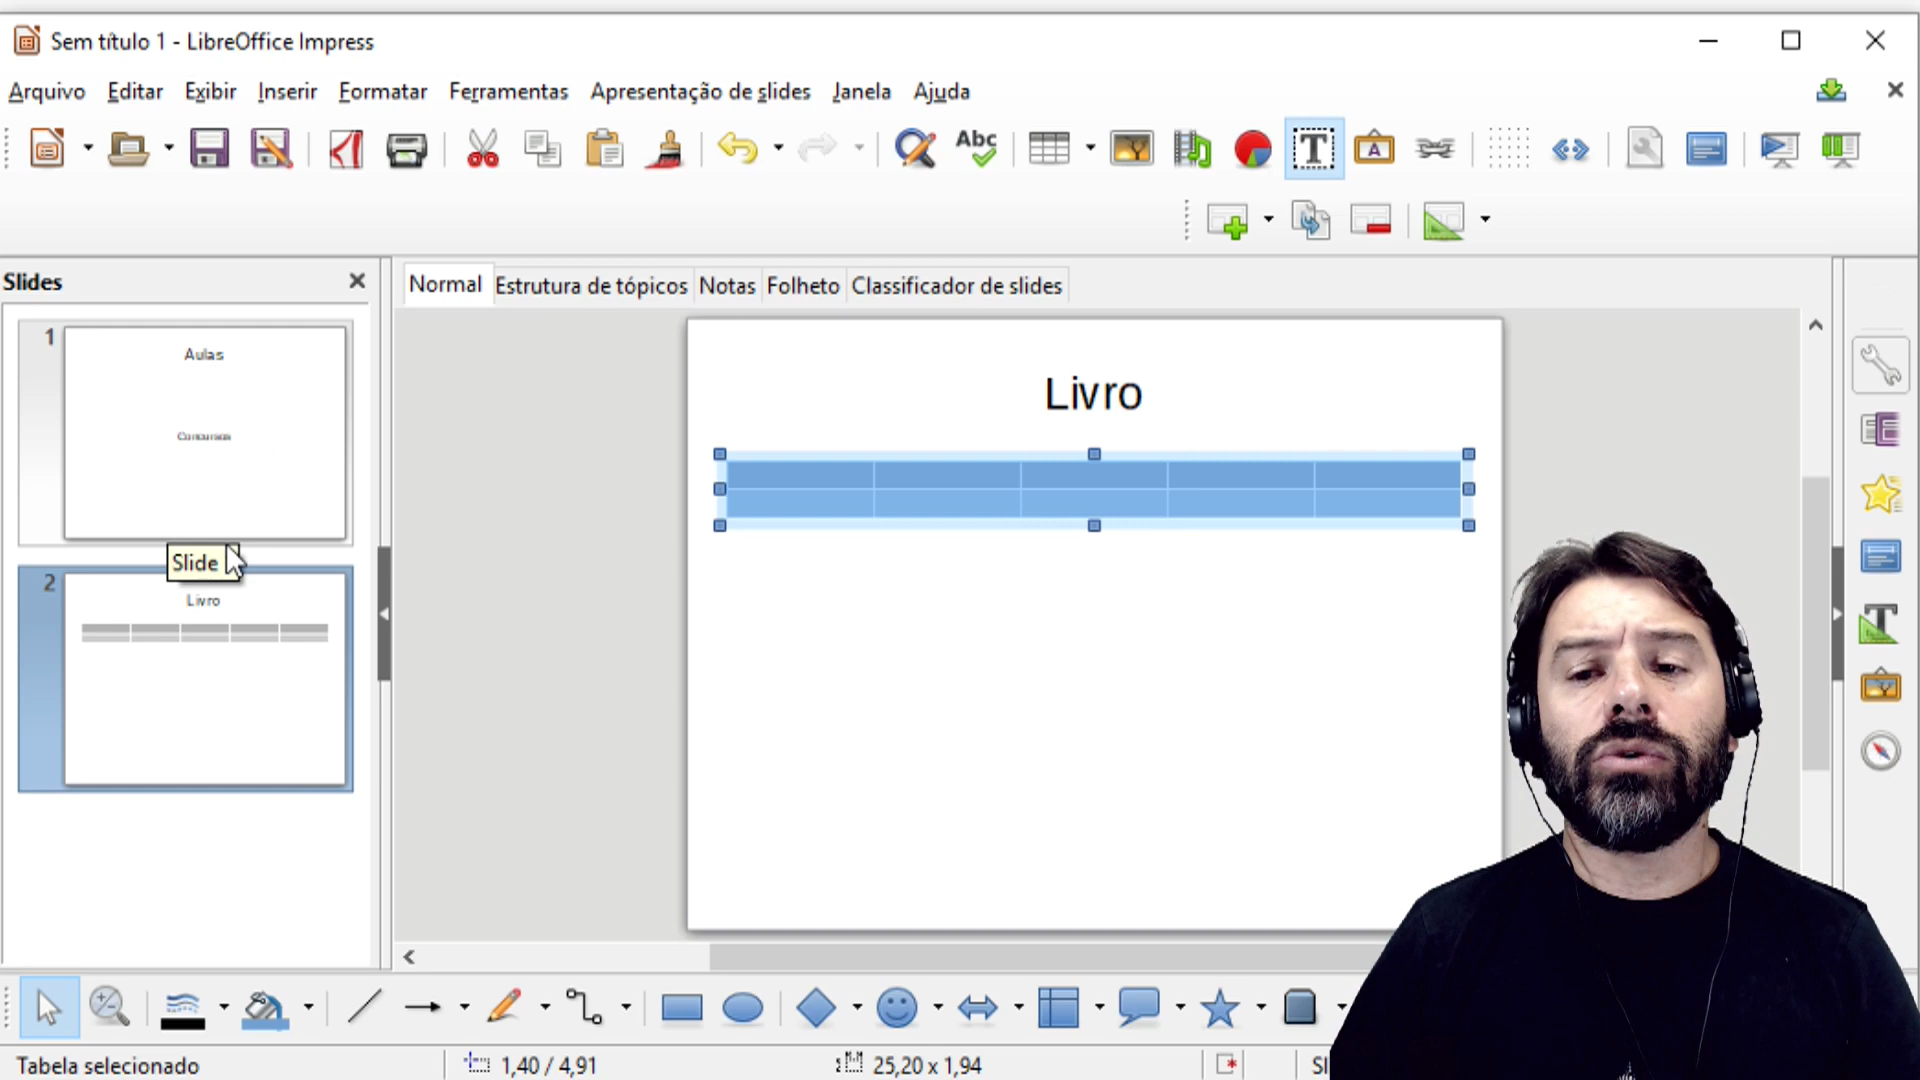 Sem título 1 - LibreOffice Impress
Arquivo Editar Exibir Inserir Formatar Ferramentas Apresentação de slides Janela Ajuda
Abc
T
A
Slides
Normal Estrutura de tópicos Notas Folheto Classificador de slides
1
Aulas
Concursos
Slide
2
Livro
Livro
Tabela selecionado
1,40 / 4,91
25,20 x 1,94
Sl